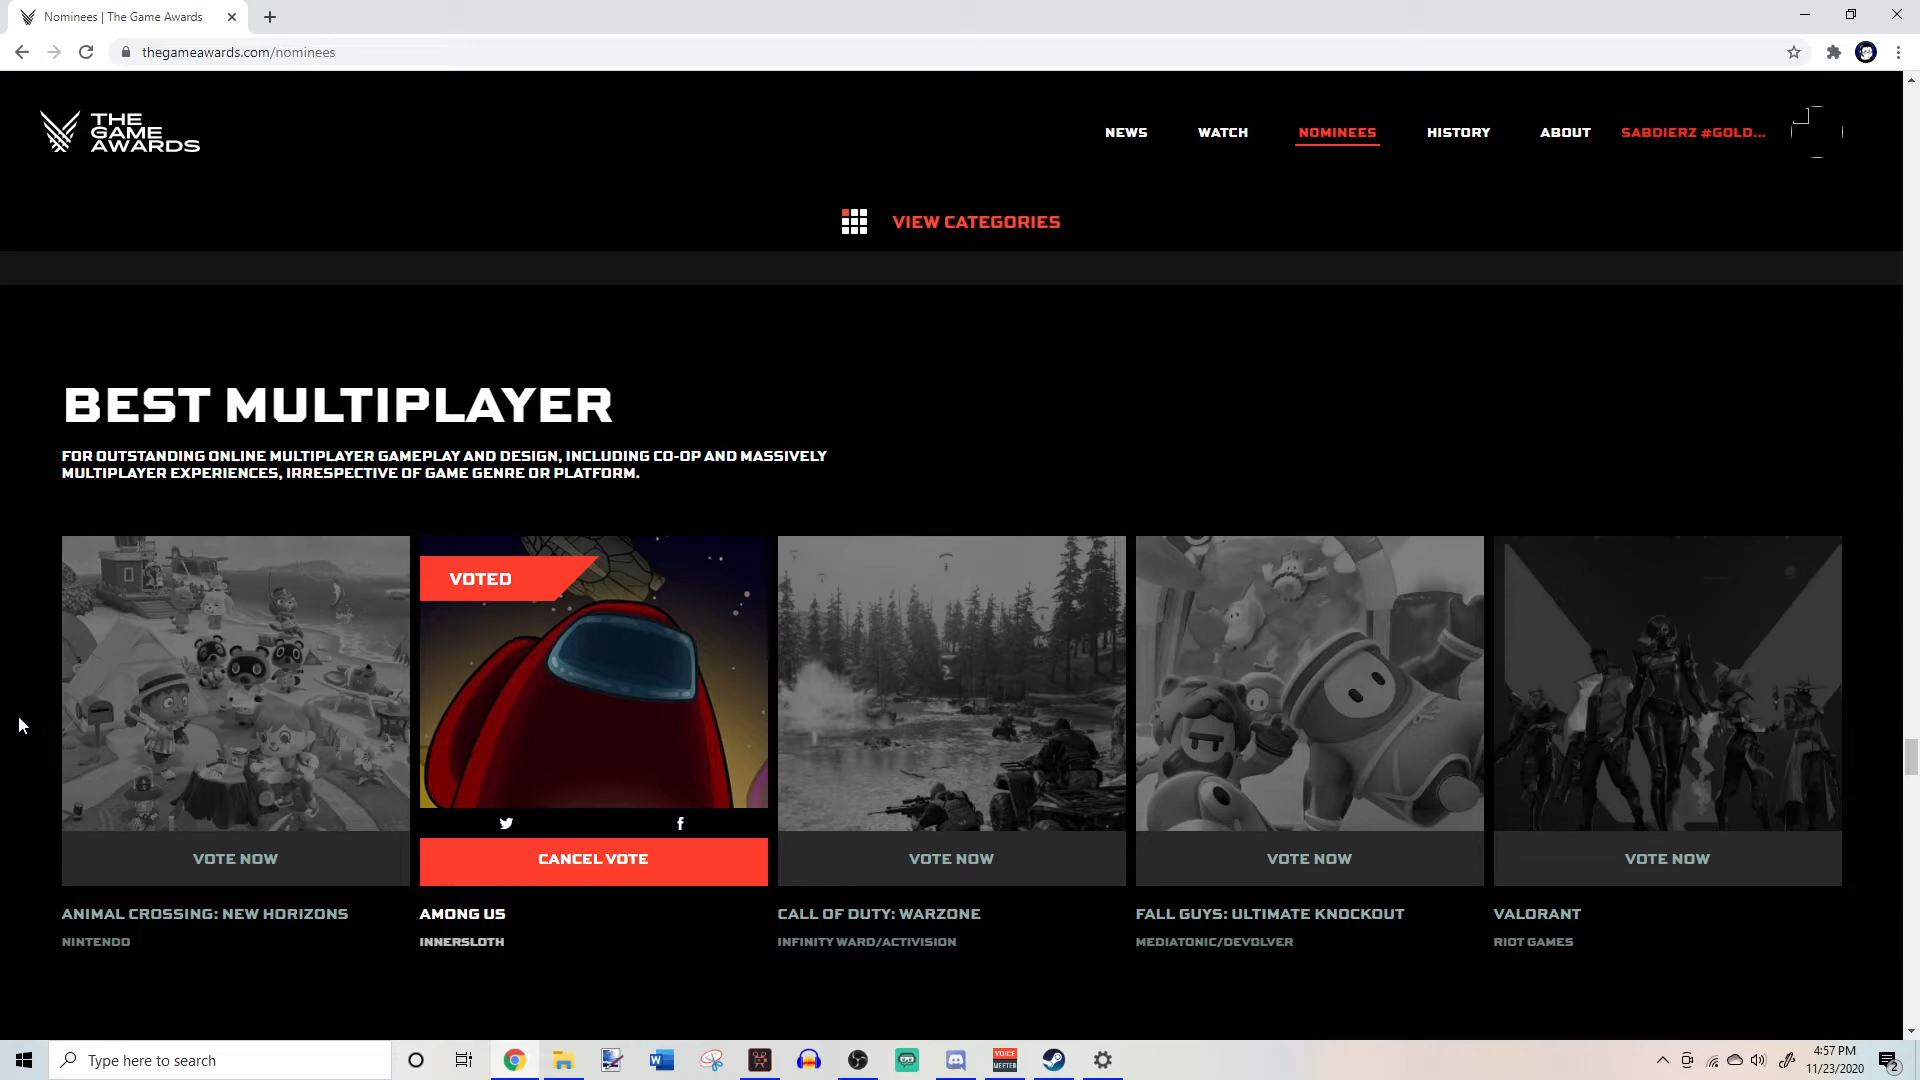 Nominees | The Game Awards
thegameawards.com/nominees
THE
GAME
AWARDS
NEWS
WATCH
NOMINEES
HISTORY
ABOUT
SABDIERZ #GOLD...
VIEW CATEGORIES
BEST MULTIPLAYER
FOR OUTSTANDING ONLINE MULTIPLAYER GAMEPLAY AND DESIGN, INCLUDING CO-OP AND MASSIVELY
MULTIPLAYER EXPERIENCES, IRRESPECTIVE OF GAME GENRE OR PLATFORM.
VOTED
VOTE NOW
CANCEL VOTE
VOTE NOW
VOTE NOW
VOTE NOW
ANIMAL CROSSING: NEW HORIZONS
NINTENDO
AMONG US
INNERSLOTH
CALL OF DUTY: WARZONE
INFINITY WARD/ACTIVISION
FALL GUYS: ULTIMATE KNOCKOUT
MEDIATONIC/DEVOLVER
VALORANT
RIOT GAMES
Type here to search
VOICE
MEETER
4:57 PM
11/23/2020
2